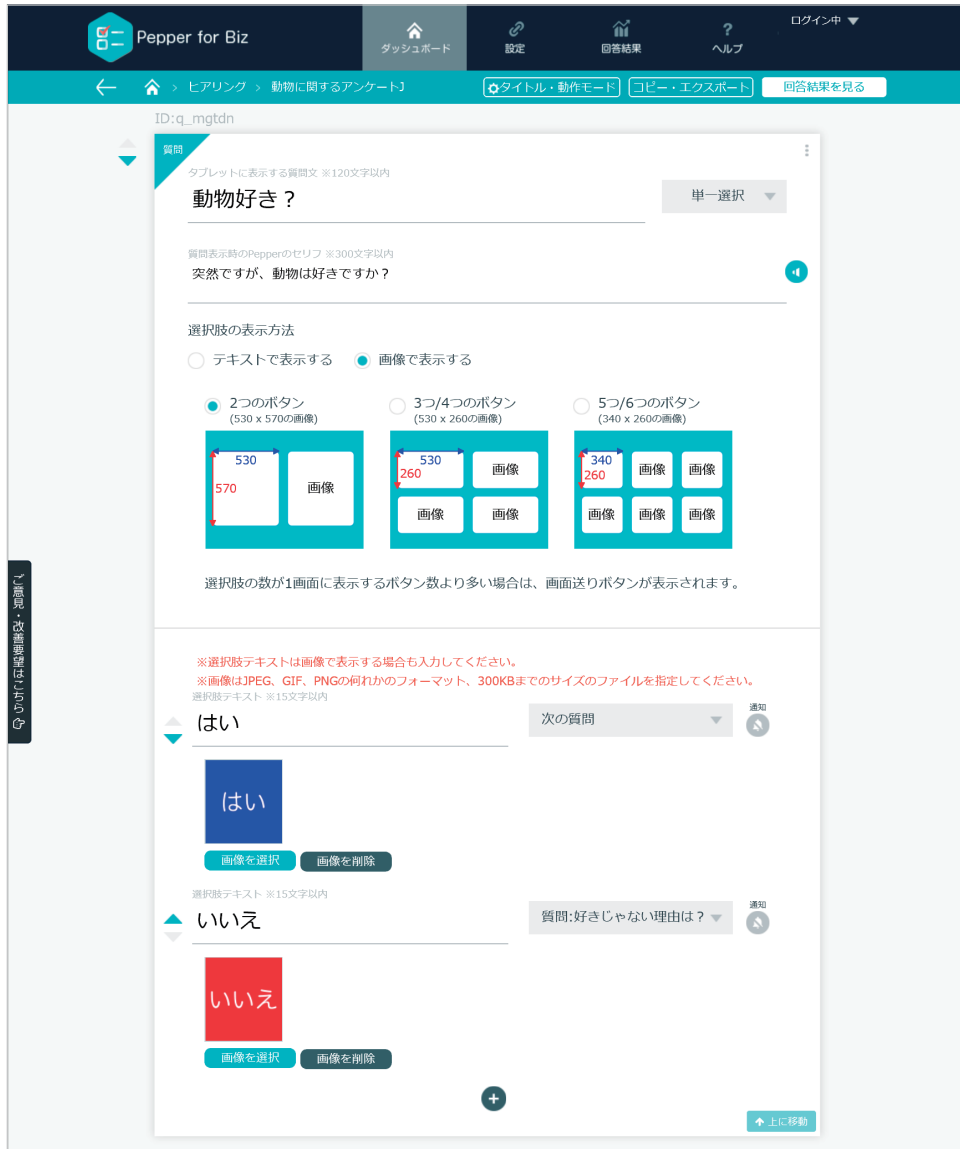 Pepper for Biz
ダッシュボード
設定
回答結果
?
ヘルプ
ログイン中 ▼
ヒアリング > 動物に関するアンケート]
タイトル・動作モード
コピー・エクスポート
回答結果を見る
ID:q_mgtdn
質問
タブレットに表示する質問文 ※120文字以内
動物好き？
単一選択
質問表示時のPepperのセリフ ※300文字以内
突然ですが、動物は好きですか？
選択肢の表示方法
テキストで表示する
画像で表示する
2つのボタン
(530 x 570の画像)
3つ/4つのボタン
(530 x 260の画像)
5つ/6つのボタン
(340 x 260の画像)
530
570
画像
530
260
画像
画像
画像
340
260
画像
画像
画像
画像
画像
選択肢の数が1画面に表示するボタン数より多い場合は、画面送りボタンが表示されます。
※選択肢テキストは画像で表示する場合も入力してください。
※画像はJPEG、GIF、PNGの何れかのフォーマット、300KBまでのサイズのファイルを指定してください。
選択肢テキスト ※15文字以内
はい
次の質問
通知
はい
画像を選択
画像を削除
選択肢テキスト ※15文字以内
いいえ
質問:好きじゃない理由は？
通知
いいえ
画像を選択
画像を削除
上に移動
ご意見・改善要望はこちら